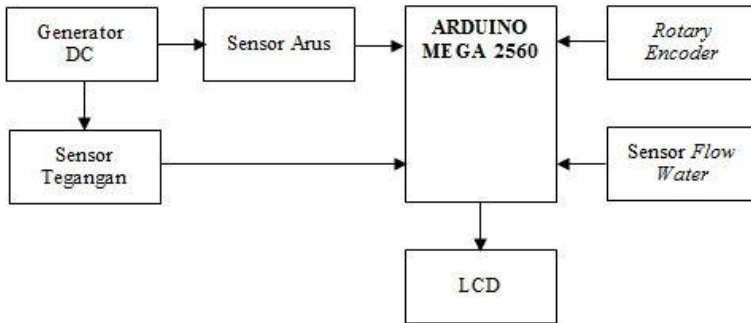 Generator
DC
Sensor Arus
ARDUINO
MEGA 2560
Rotary
Encoder
Sensor
Tegangan
Sensor Flow
Water
LCD